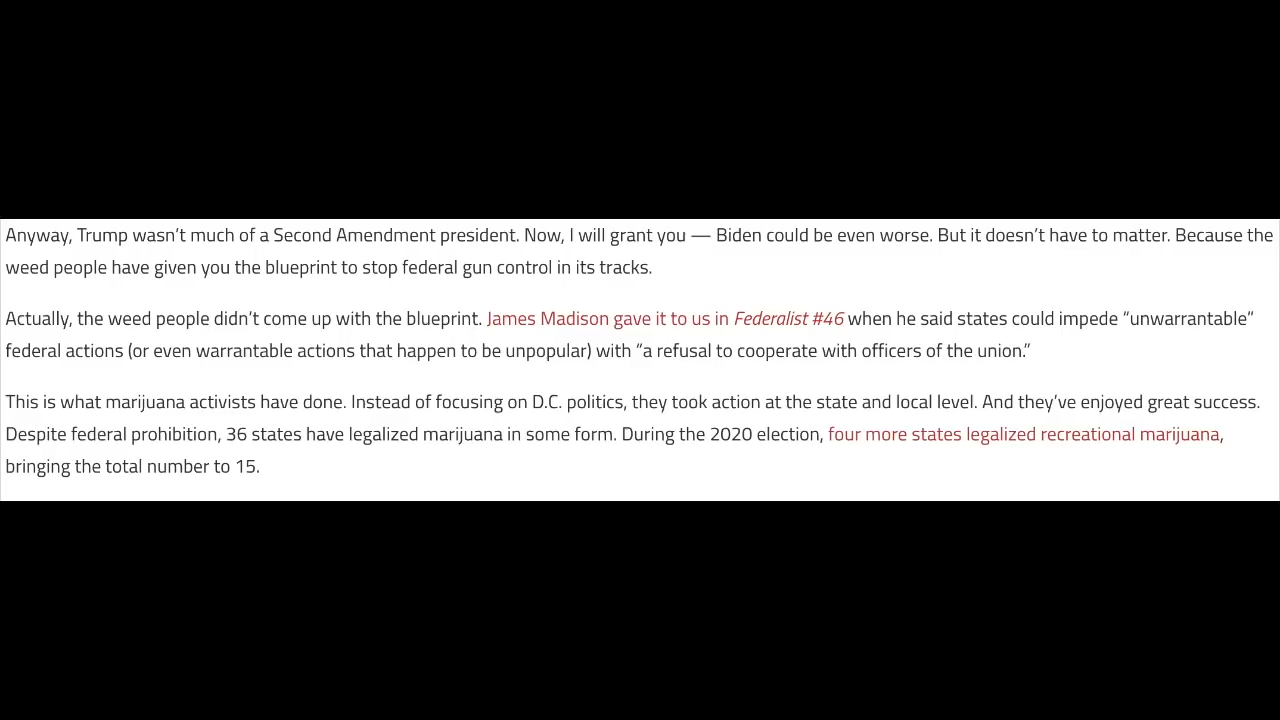 Anyway, Trump wasn’t much of a Second Amendment president. Now, I will grant you — Biden could be even worse. But it doesn’t have to matter. Because the
weed people have given you the blueprint to stop federal gun control in its tracks.
Actually, the weed people didn’t come up with the blueprint. James Madison gave it to us in Federalist #46 when he said states could impede “unwarrantable”
federal actions (or even warrantable actions that happen to be unpopular) with “a refusal to cooperate with officers of the union.”
This is what marijuana activists have done. Instead of focusing on D.C. politics, they took action at the state and local level. And they’ve enjoyed great success.
Despite federal prohibition, 36 states have legalized marijuana in some form. During the 2020 election, four more states legalized recreational marijuana,
bringing the total number to 15.